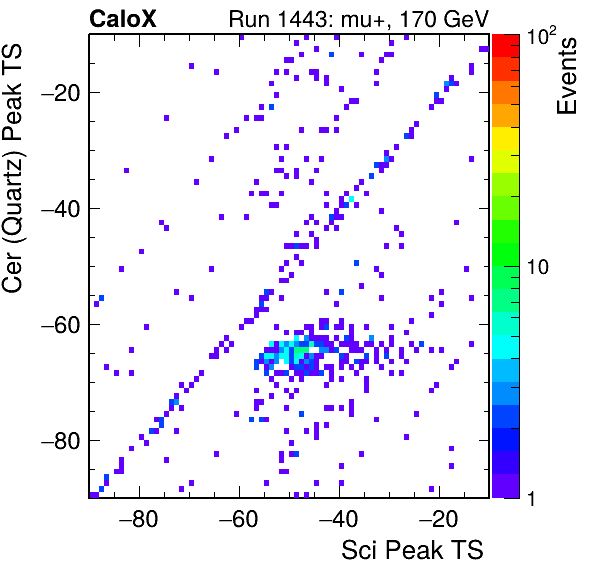 CaloX Run 1443: mu+, 170 GeV
Cer (Quartz) Peak TS
−20
−40
−60
−80
−80 −60 −40 −20
Sci Peak TS
10²
10
1
Events